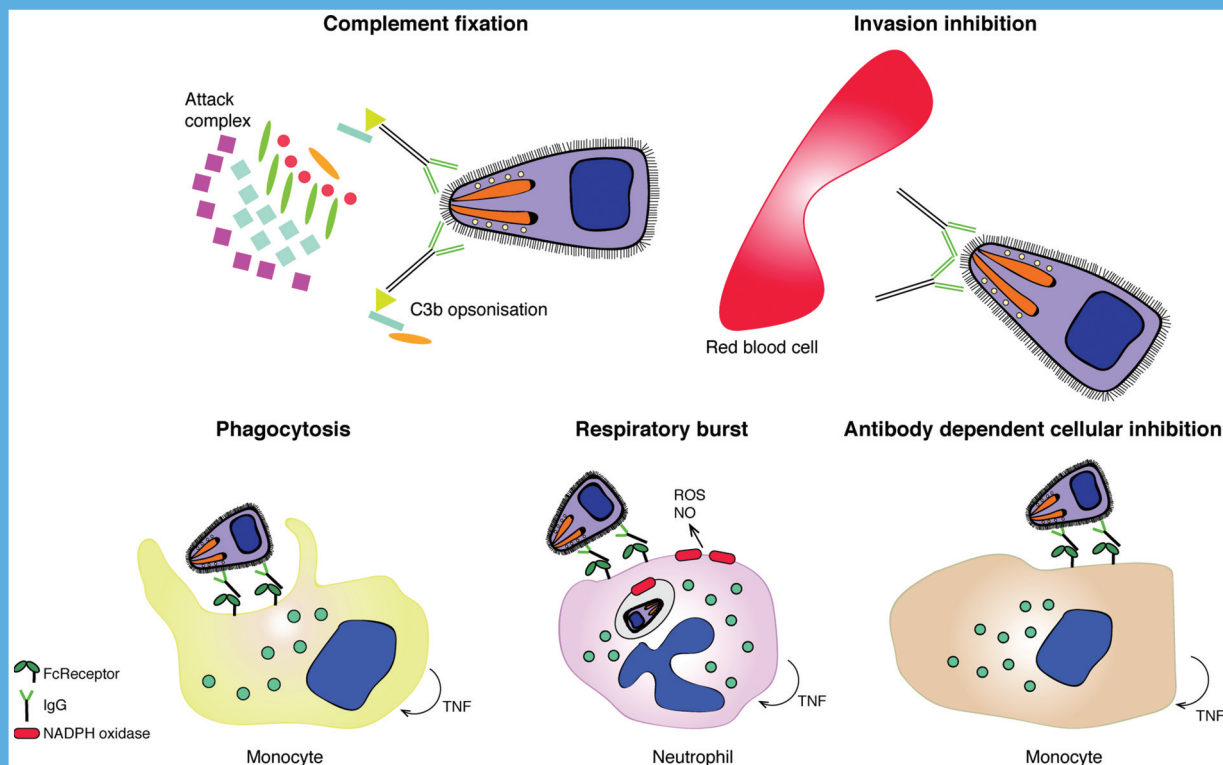 Complement fixation
Invasion inhibition
Attack
complex
C3b opsonisation
Red blood cell
Phagocytosis
Respiratory burst
Antibody dependent cellular inhibition
ROS
NO
FcReceptor
IgG
NADPH oxidase
TNF
TNF
TNF
Monocyte
Neutrophil
Monocyte